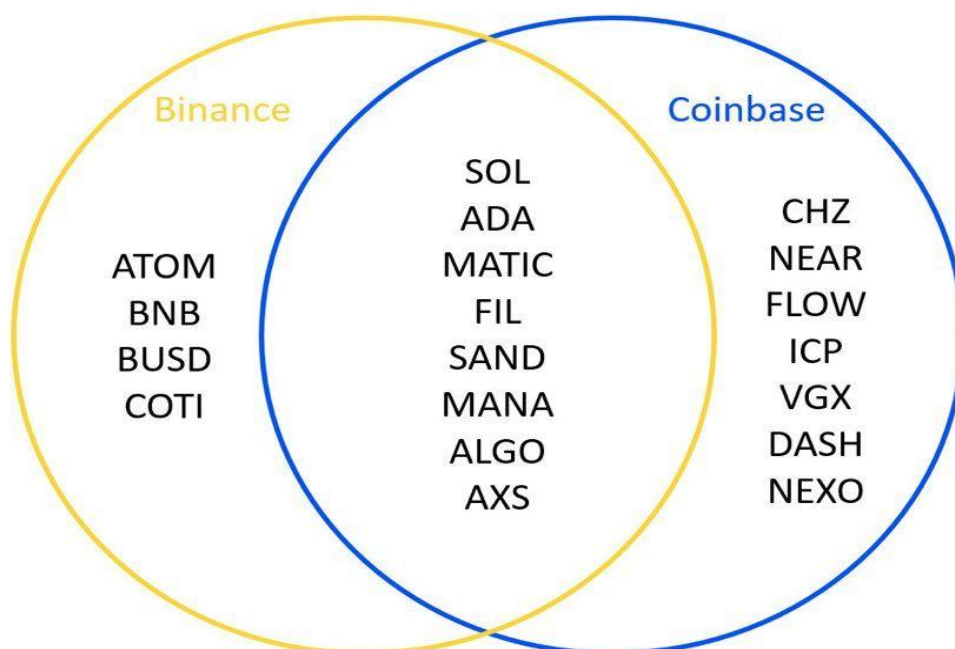 Binance
Coinbase
ATOM
BNB
BUSD
COTI
SOL
ADA
MATIC
FIL
SAND
MANA
ALGO
AXS
CHZ
NEAR
FLOW
ICP
VGX
DASH
NEXO